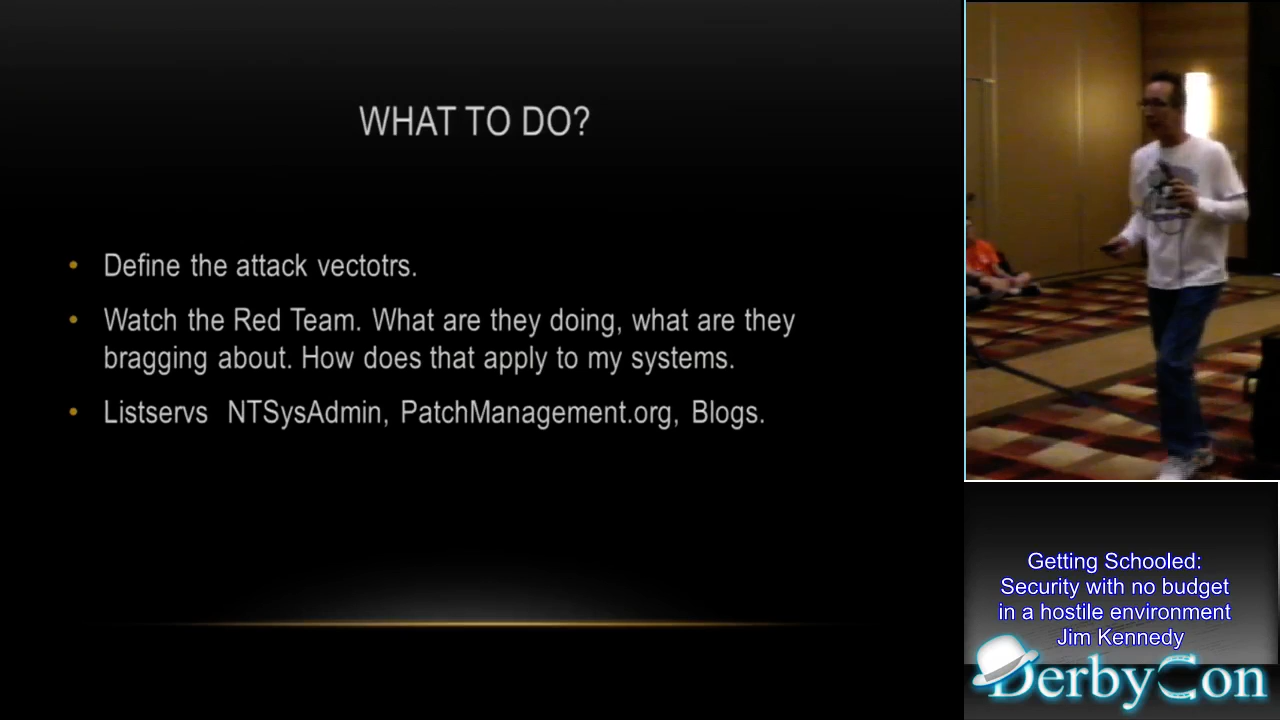 WHAT TO DO?
• Define the attack vectotrs.
• Watch the Red Team. What are they doing, what are they
bragging about. How does that apply to my systems.
• Listservs NTSysAdmin, PatchManagement.org, Blogs.
Getting Schooled:
Security with no budget
in a hostile environment
Jim Kennedy
DerbyCon